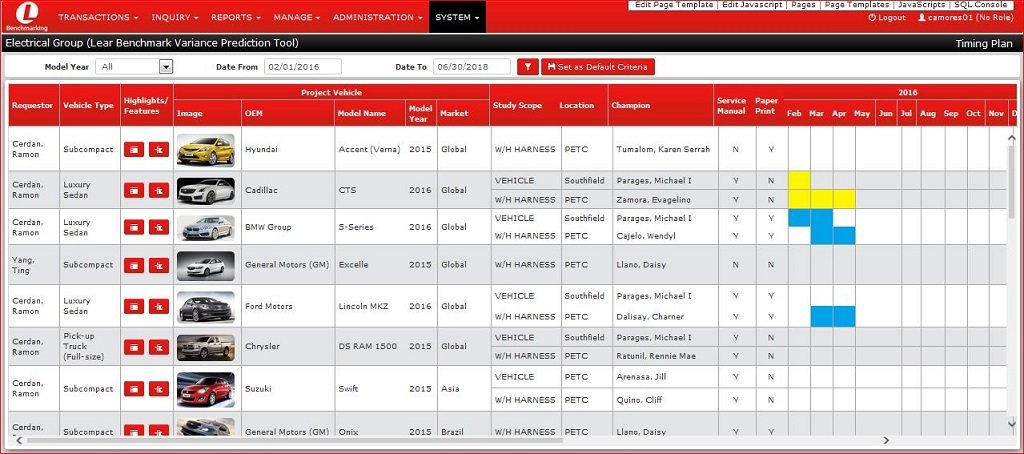 Edit Page Template | Edit Javascript | Pages | Page Templates | JavaScripts | SQL Console
L
Benchmarking
TRANSACTIONS INQUIRY REPORTS MANAGE ADMINISTRATION SYSTEM
Logout camores01 (No Role)
Electrical Group (Lear Benchmark Variance Prediction Tool) Timing Plan
Model Year All Date From 02/01/2016 Date To 06/30/2018 Set as Default Criteria
Project Vehicle 2016
Requestor Vehicle Type Highlights/ Study Scope Location Champion Service Paper
Features Image OEM Model Name Model Market Manual Print Feb Mar Apr May Jun Jul Aug Sep Oct Nov D
Year
Cerdan, Ramon Subcompact Hyundai Accent (Verna) 2015 Global W/H HARNESS PETC Tumalom, Karen Serrah N Y
Cerdan, Ramon Luxury Sedan Cadillac CTS 2016 Global VEHICLE Southfield Parages, Michael I Y N
W/H HARNESS PETC Zamora, Evagelino Y N
Cerdan, Ramon Luxury Sedan BMW Group 5-Series 2016 Global VEHICLE Southfield Parages, Michael I Y Y
W/H HARNESS PETC Cajelo, Wendyl Y Y
Yang, Ting Subcompact General Motors (GM) Excelle 2015 Global W/H HARNESS PETC Llano, Daisy N N
Cerdan, Ramon Luxury Sedan Ford Motors Lincoln MKZ 2016 Global VEHICLE Southfield Parages, Michael I Y Y
W/H HARNESS PETC Dalisay, Charner Y Y
Cerdan, Ramon Pick-up Truck (Full-size) Chrysler DS RAM 1500 2015 Global VEHICLE Southfield Parages, Michael I Y N
W/H HARNESS PETC Ratunil, Rennie Mae Y N
Cerdan, Ramon Subcompact Suzuki Swift 2015 Asia VEHICLE PETC Arenasa, Jill Y N
W/H HARNESS PETC Quino, Cliff Y N
Cerdan, Ramon Subcompact General Motors (GM) Onix 2015 Brazil W/H HARNESS PETC Llano, Daisy Y N